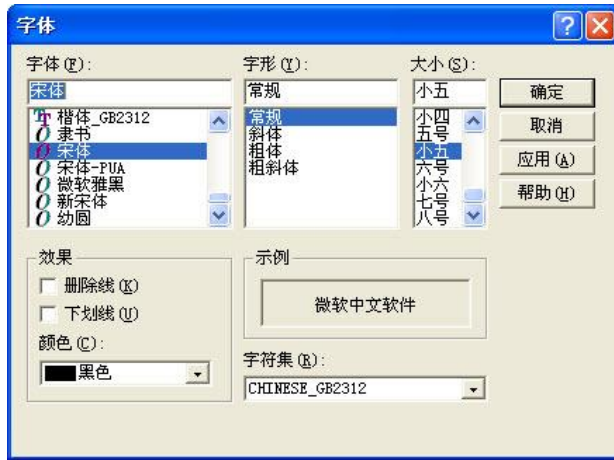 字体
字体(F):
宋体
楷体_GB2312
隶书
宋体
宋体-PUA
微软雅黑
新宋体
幼圆
字形(Y):
常规
常规
斜体
粗体
粗斜体
大小(S):
小五
小四
五号
小五
六号
小六
七号
八号
确定
取消
应用(A)
帮助(H)
效果
删除线(K)
下划线(U)
颜色(C):
黑色
示例
微软中文软件
字符集(R):
CHINESE_GB2312